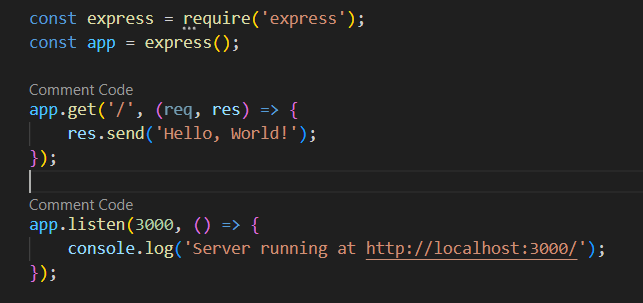 const express = require('express');
const app = express();
Comment Code
app.get('/', (req, res) => {
    res.send('Hello, World!');
});
Comment Code
app.listen(3000, () => {
    console.log('Server running at http://localhost:3000/');
});